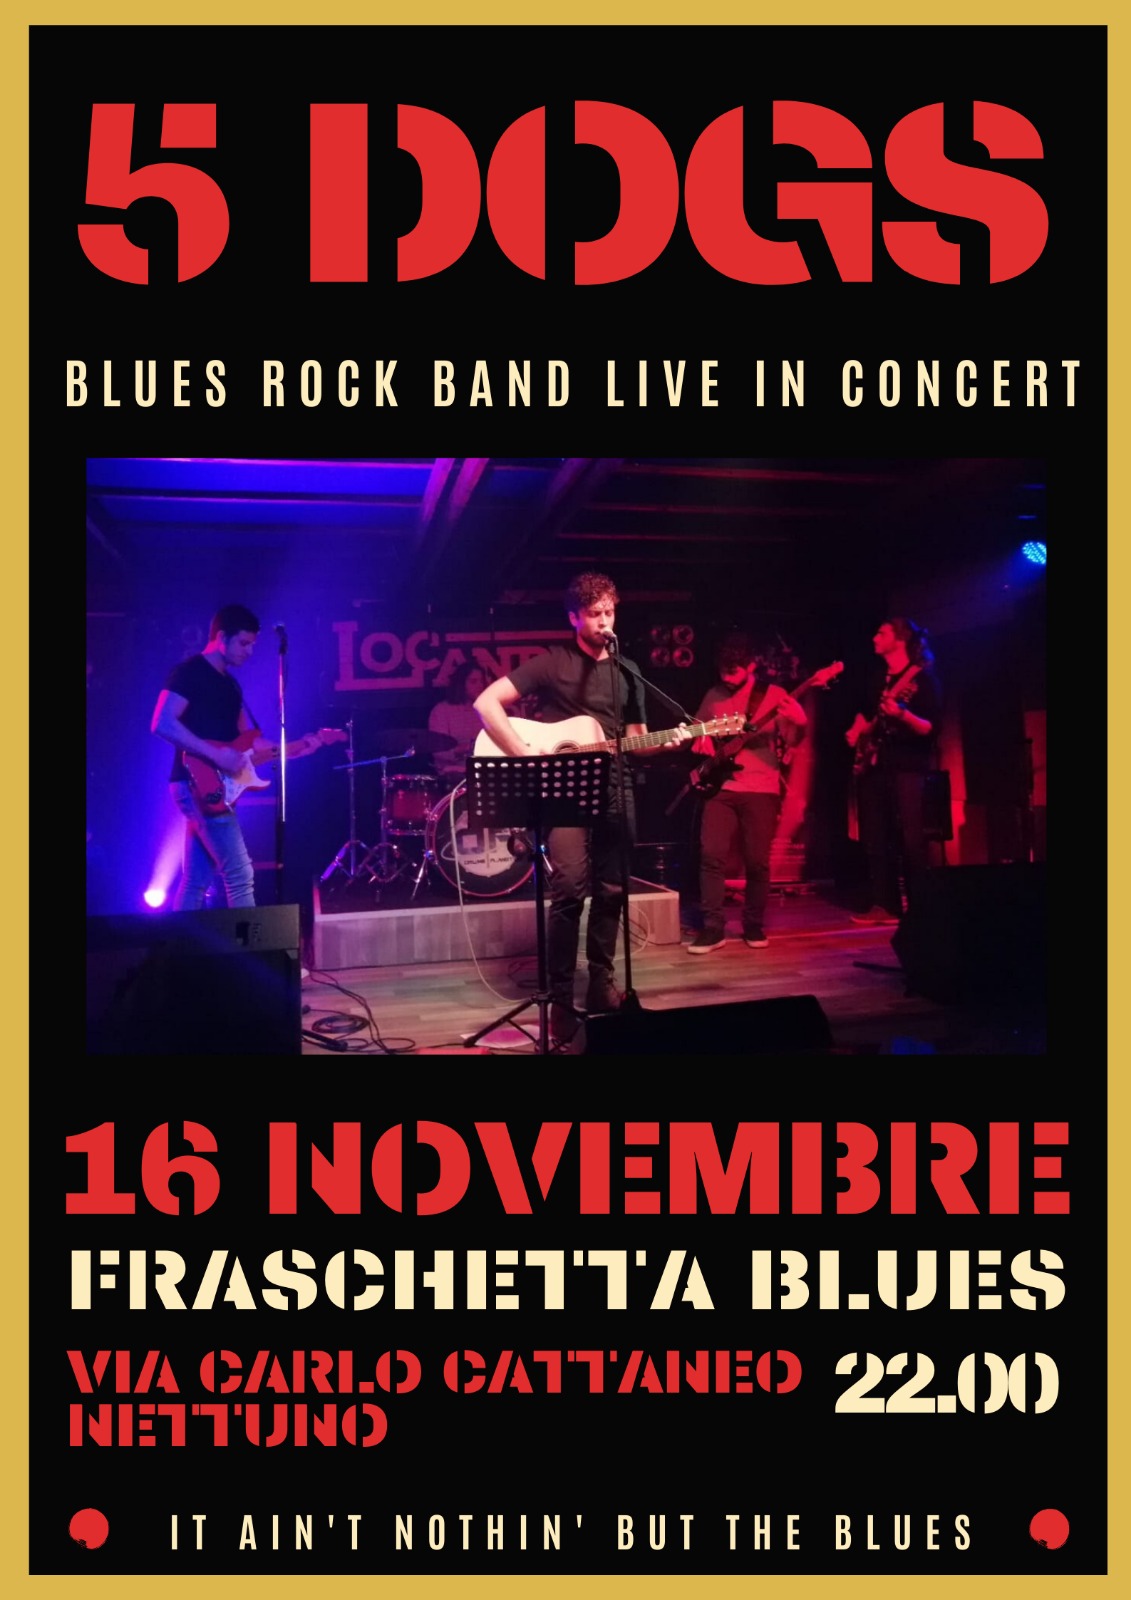 5 DOGS
BLUES ROCK BAND LIVE IN CONCERT
16 NOVEMBRE
FRASCHETTA BLUES
VIA CARLO CATTANEO
NETTUNO
22.00
IT AIN'T NOTHIN' BUT THE BLUES